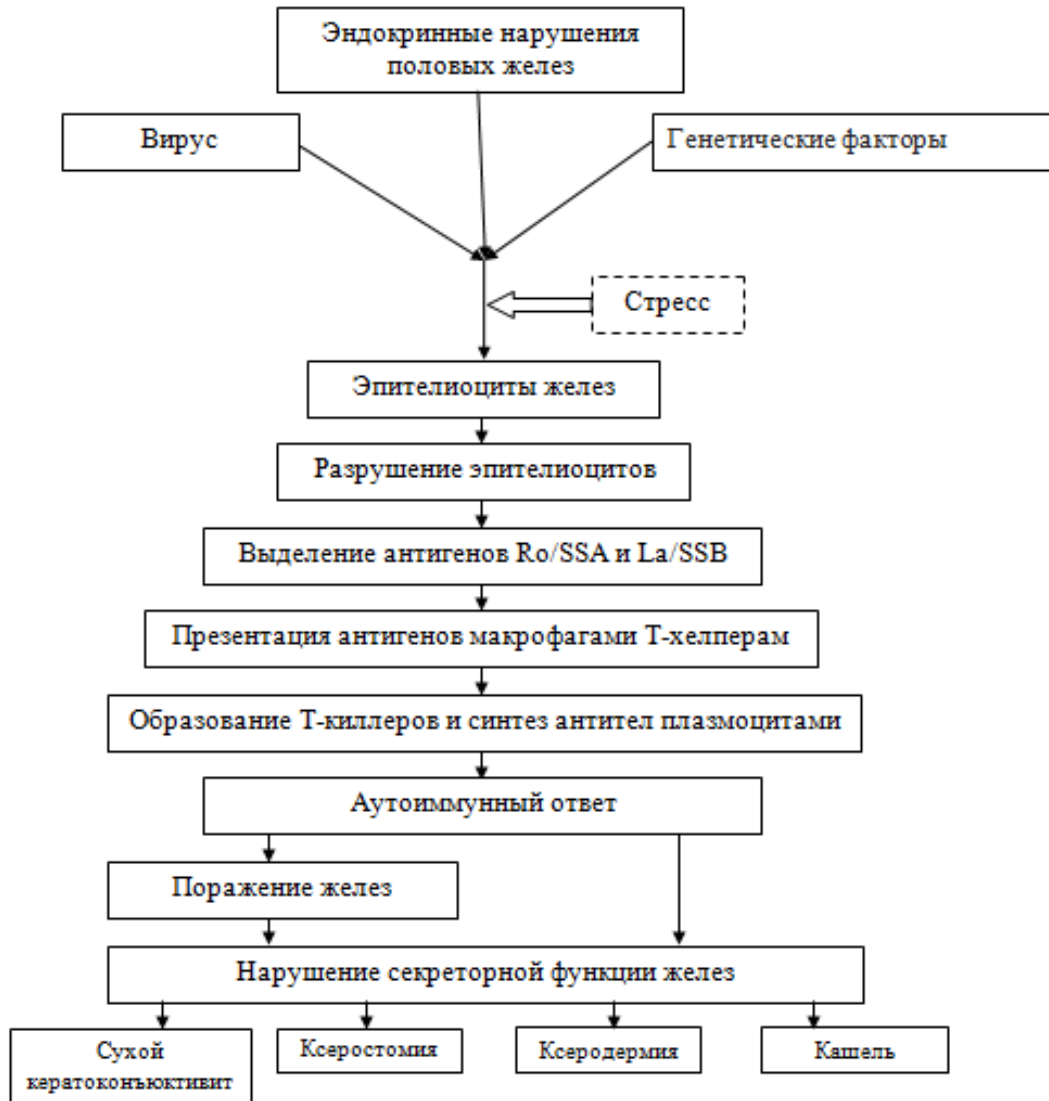 Эндокринные нарушения
половых желез
Вирус
Генетические факторы
Стресс
Эпителиоциты желез
Разрушение эпителиоцитов
Выделение антигенов Ro/SSA и La/SSB
Презентация антигенов макрофагами Т-хелперам
Образование Т-киллеров и синтез антител плазмоцитами
Аутоиммунный ответ
Поражение желез
Нарушение секреторной функции желез
Сухой
кератоконъюктивит
Ксеростомия
Ксеродермия
Кашель